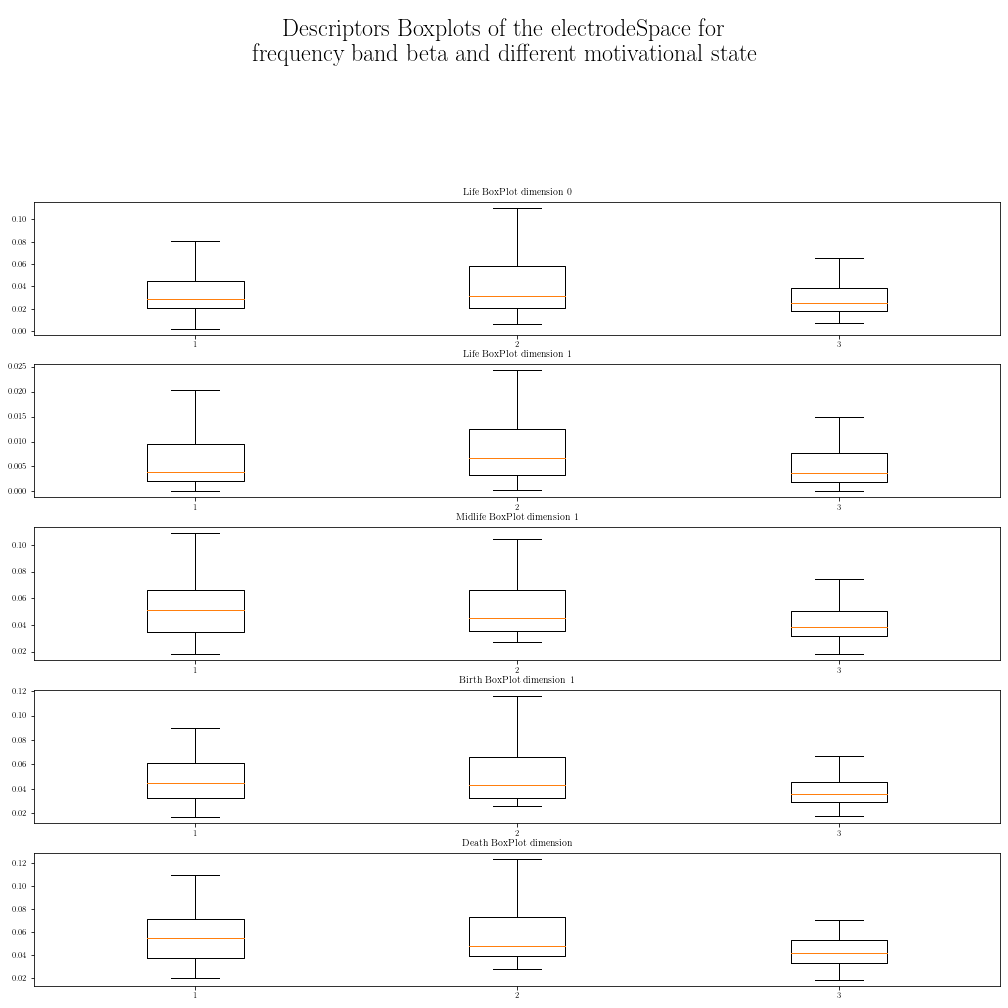 Descriptors Boxplots of the electrodeSpace for
frequency band beta and different motivational state
Life BoxPlot dimension 0
0.10
0.08
0.06
0.04
0.02
0.00
1 2 3
Life BoxPlot dimension 1
0.025
0.020
0.015
0.010
0.005
0.000
1 2 3
Midlife BoxPlot dimension 1
0.10
0.08
0.06
0.04
0.02
1 2 3
Birth BoxPlot dimension 1
0.12
0.10
0.08
0.06
0.04
0.02
1 2 3
Death BoxPlot dimension
0.12
0.10
0.08
0.06
0.04
0.02
1 2 3